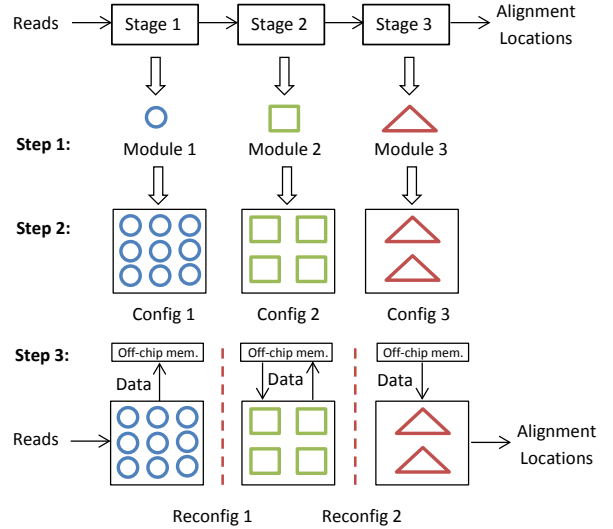 Reads
Stage 1
Stage 2
Stage 3
Alignment
Locations
Step 1:
Module 1
Module 2
Module 3
Step 2:
Config 1
Config 2
Config 3
Step 3:
Off-chip mem.
Off-chip mem.
Off-chip mem.
Data
Data
Data
Reads
Alignment
Locations
Reconfig 1
Reconfig 2